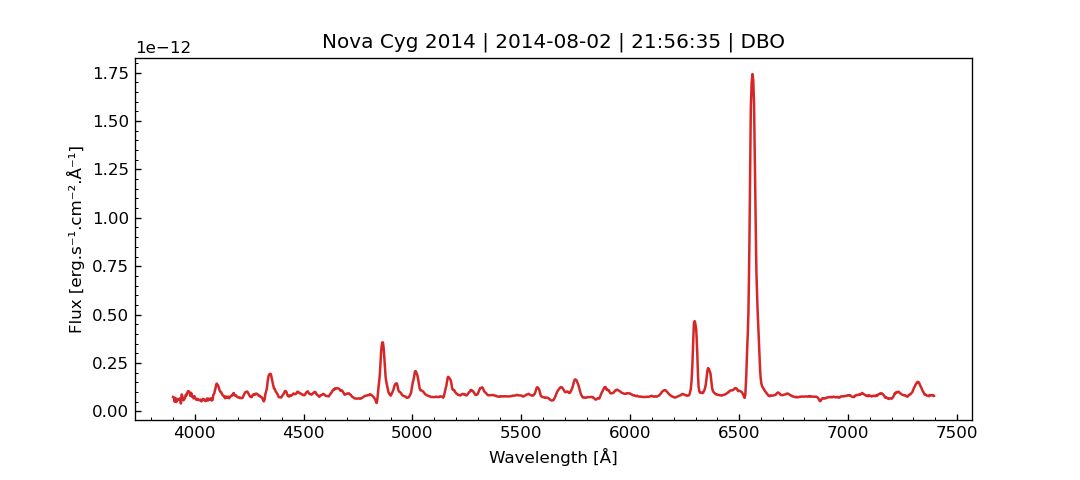 Nova Cyg 2014 | 2014-08-02 | 21:56:35 | DBO
1e−12
1.75
1.50
1.25
1.00
0.75
0.50
0.25
0.00
Flux [erg.s⁻¹.cm⁻².Å⁻¹]
4000 4500 5000 5500 6000 6500 7000 7500
Wavelength [Å]